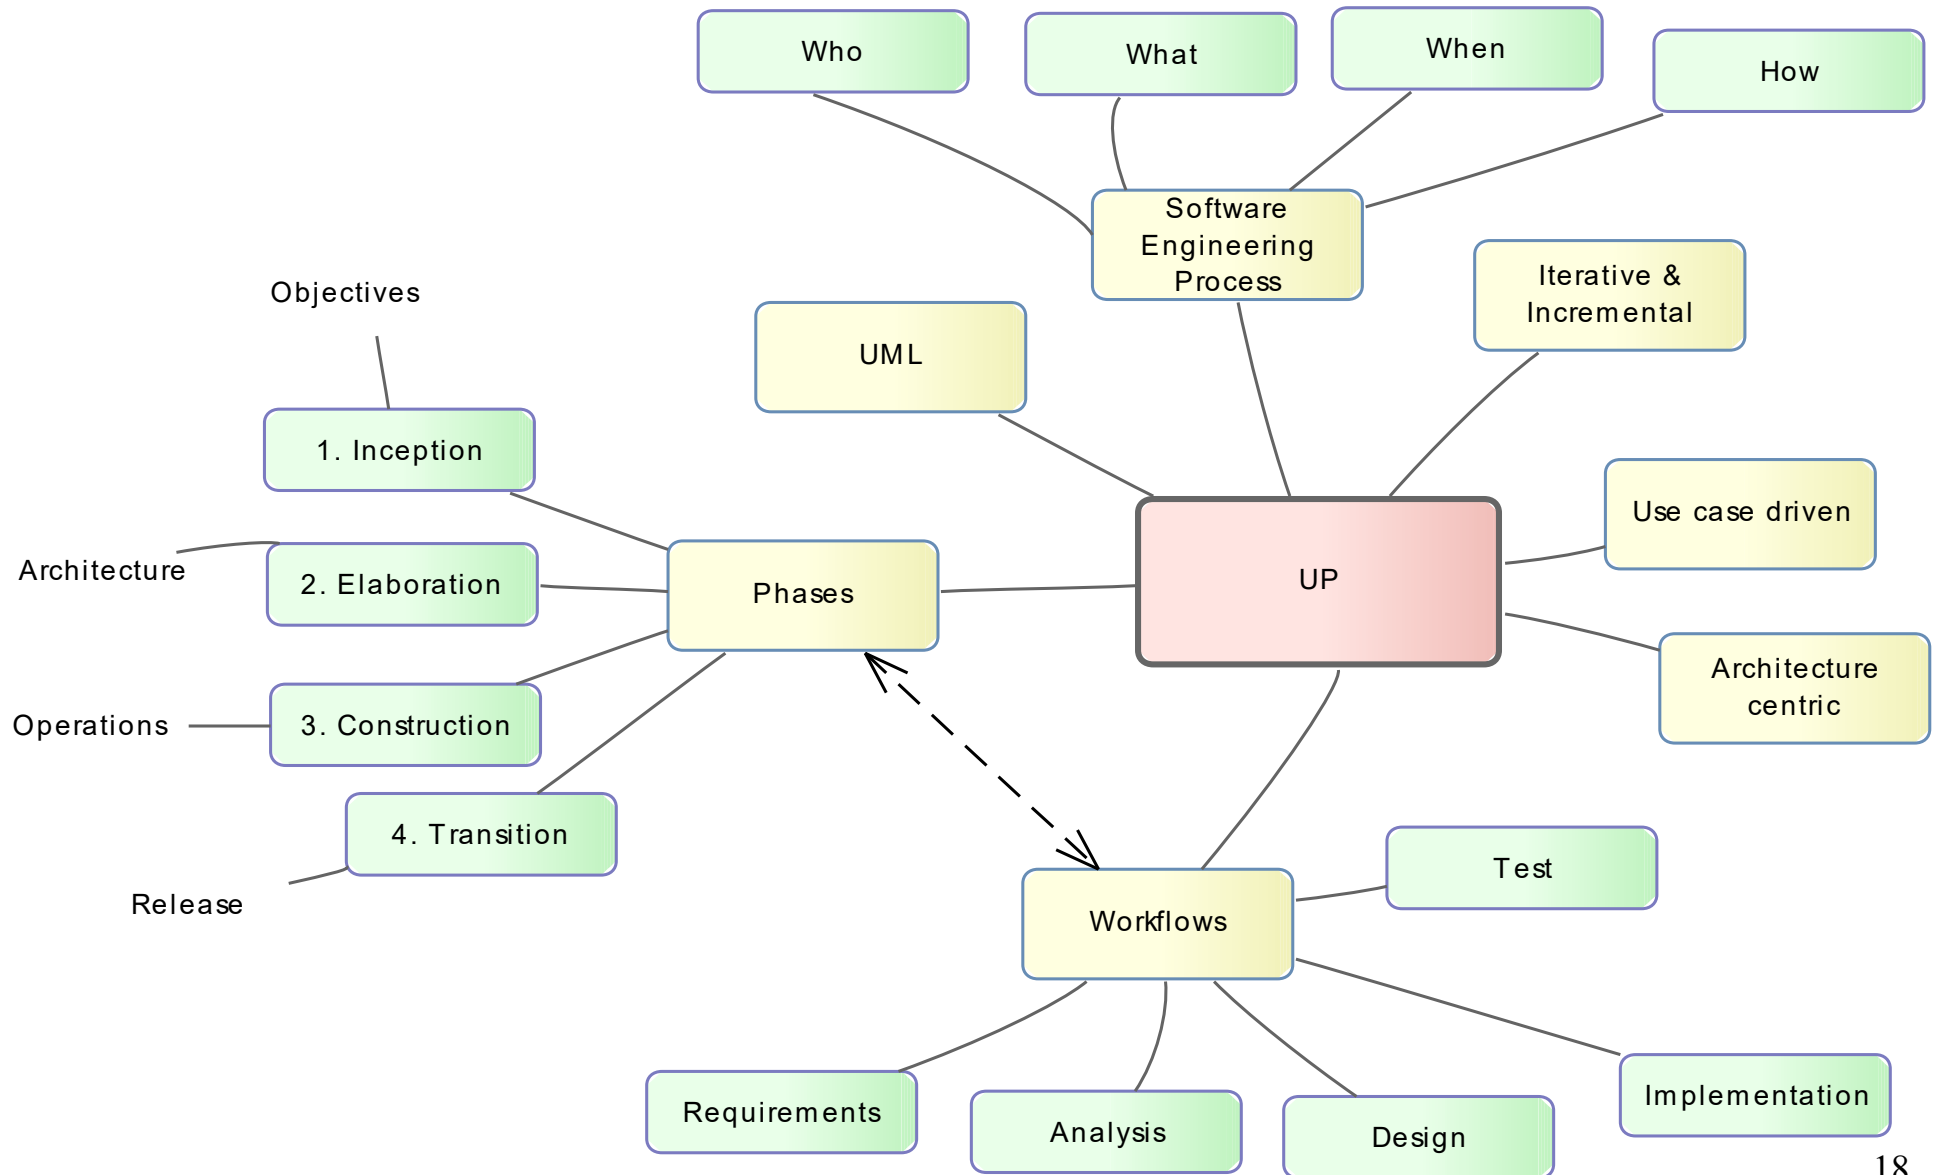 Who
What
When
How
Software
Engineering
Process
Iterative &
Incremental
Objectives
UML
1. Inception
Use case driven
Architecture
2. Elaboration
Phases
UP
Architecture
centric
Operations
3. Construction
4. Transition
Test
Release
Workflows
Requirements
Analysis
Design
Implementation
18